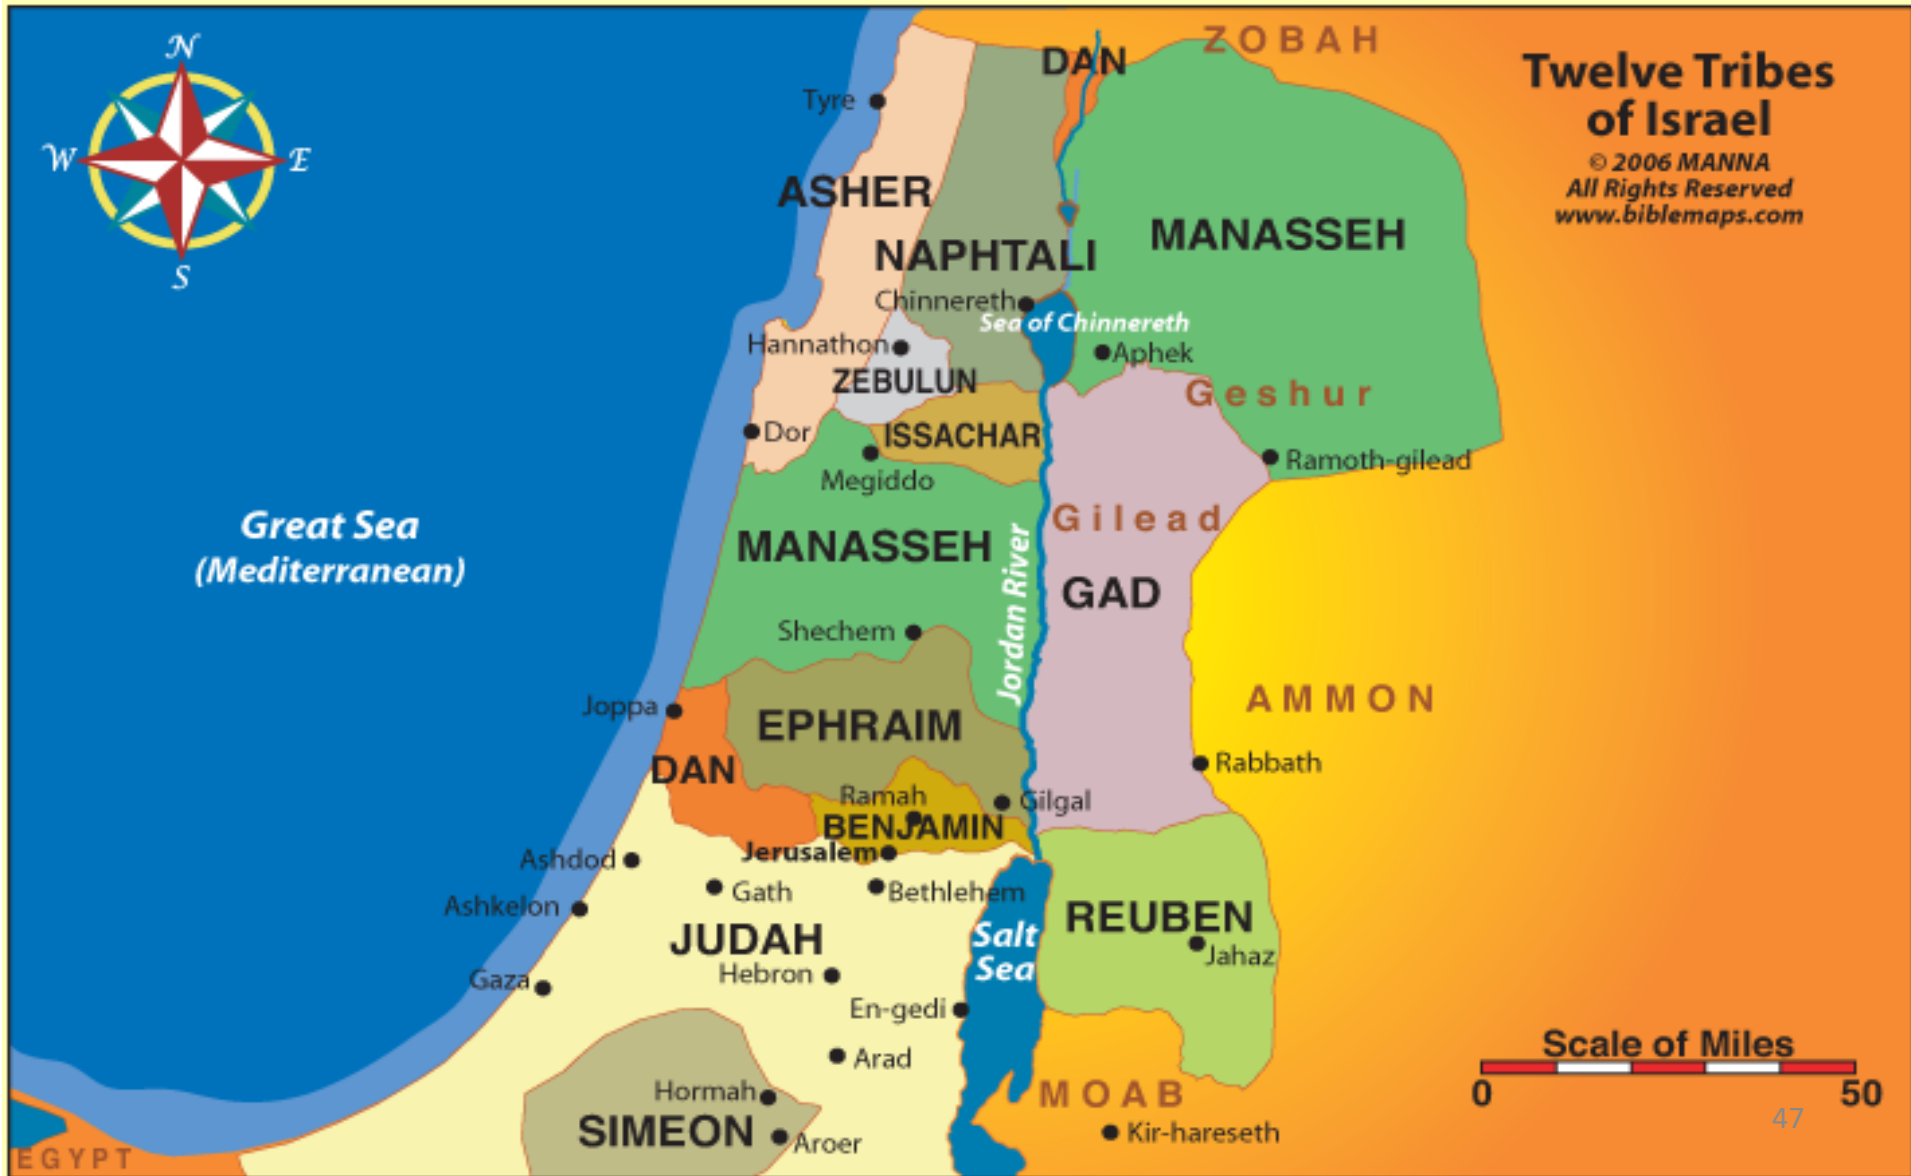 N
W
E
S
ZOBAH
DAN
Twelve Tribes
of Israel
© 2006 MANNA
All Rights Reserved
www.biblemaps.com
Tyre
ASHER
MANASSEH
NAPHTALI
Chinnereth
Sea of Chinnereth
Hannathon
Aphek
ZEBULUN
Geshur
Dor
ISSACHAR
Megiddo
Ramoth-gilead
Great Sea
(Mediterranean)
Gilead
MANASSEH
Jordan River
GAD
Shechem
Joppa
EPHRAIM
AMMON
DAN
Rabbath
Ramah
Gilgal
BENJAMIN
Jerusalem
Ashdod
Gath
Bethlehem
Ashkelon
REUBEN
JUDAH
Salt
Sea
Jahaz
Hebron
Gaza
En-gedi
Arad
Scale of Miles
0
50
Hormah
MOAB
47
SIMEON
Aroer
Kir-hareseth
EGYPT